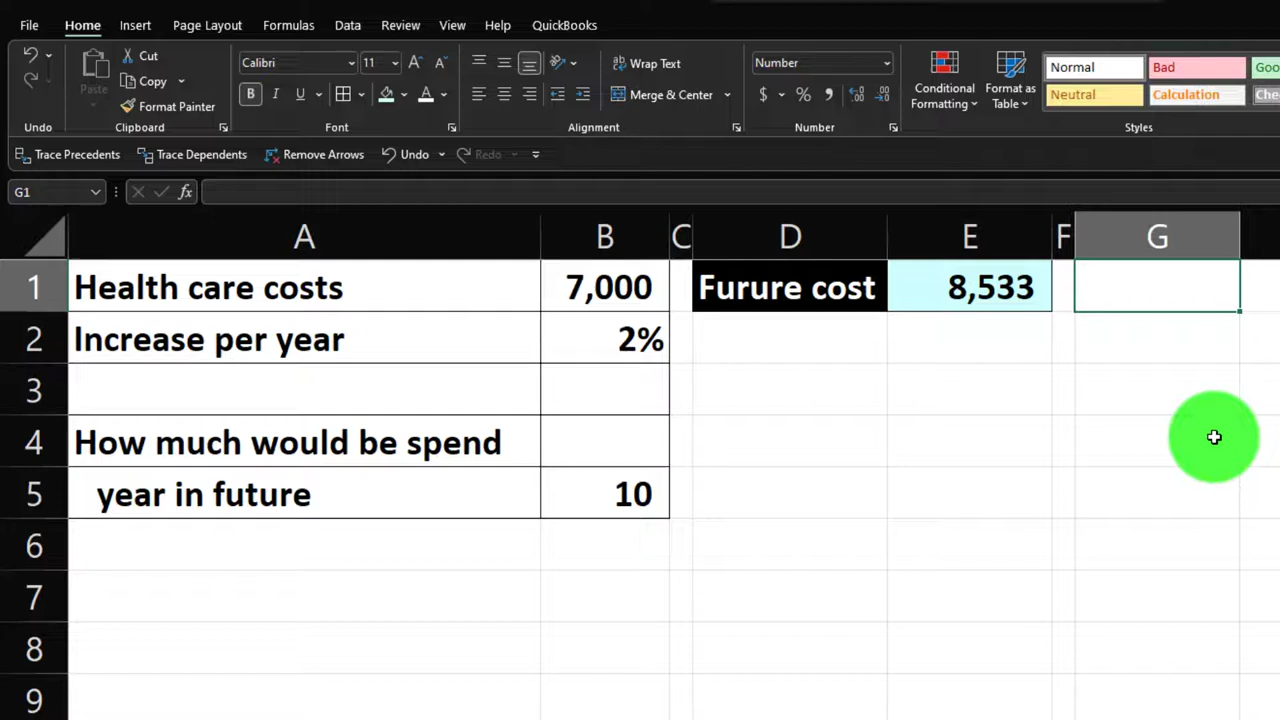 File Home Insert Page Layout Formulas Data Review View Help QuickBooks
Cut Calibri 11 Wrap Text Number Normal Bad
Paste Copy Conditional Formatting Format as Table
Format Painter B I U A Merge & Center $ % Neutral Calculation
Undo Clipboard Font Alignment Number Styles
Trace Precedents Trace Dependents Remove Arrows Undo Redo
G1 fx
A B C D E F G
1 Health care costs 7,000 Furure cost 8,533
2 Increase per year 2%
3
4 How much would be spend
5 year in future 10
6
7
8
9